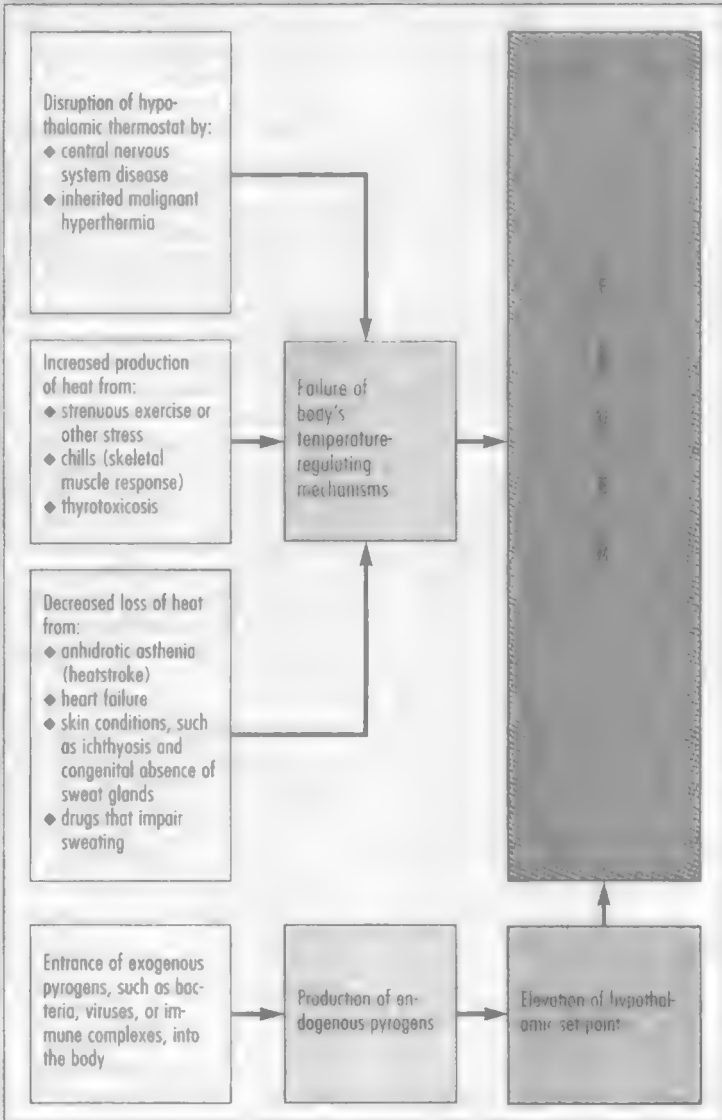 Disruption of hypo-
thalamic thermostat by:
◆ central nervous
system disease
◆ inherited malignant
hyperthermia
Increased production
of heat from:
◆ strenuous exercise or
other stress
◆ chills (skeletal
muscle response)
◆ thyrotoxicosis
Failure of
body's
temperature-
regulating
mechanisms
F
E
V
E
R
Decreased loss of heat
from:
◆ anhidrotic asthenia
(heatstroke)
◆ heart failure
◆ skin conditions, such
as ichthyosis and
congenital absence of
sweat glands
◆ drugs that impair
sweating
Entrance of exogenous
pyrogens, such as bac-
teria, viruses, or im-
mune complexes, into
the body
Production of en-
dogenous pyrogens
Elevation of hypothal-
amic set point